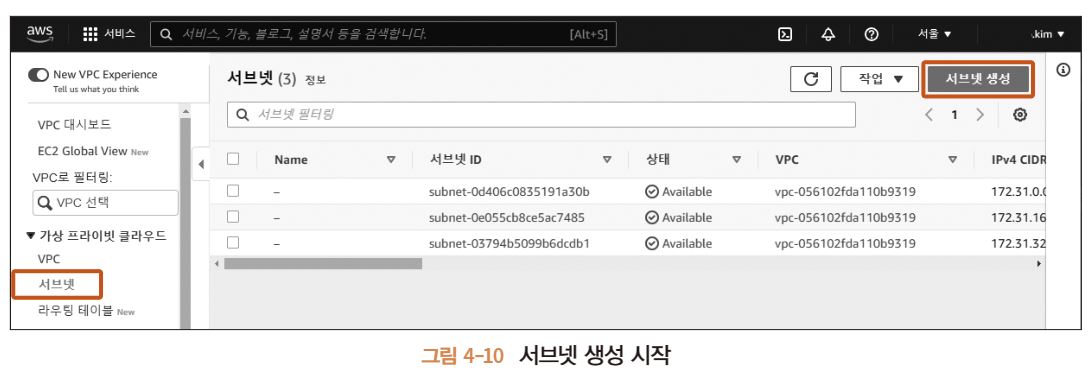 aws 서비스 서비스, 기능, 블로그, 설명서 등을 검색합니다. [Alt+S] 서울 ▼ .kim ▼
New VPC Experience
Tell us what you think
VPC 대시보드
EC2 Global View New
VPC로 필터링:
VPC 선택
▼ 가상 프라이빗 클라우드
VPC
서브넷
라우팅 테이블 New
서브넷 (3) 정보
작업 ▼
서브넷 생성
서브넷 필터링
1
Name 서브넷 ID 상태 VPC IPv4 CIDR
– subnet-0d406c0835191a30b Available vpc-056102fda110b9319 172.31.0.0
– subnet-0e055cb8ce5ac7485 Available vpc-056102fda110b9319 172.31.16
– subnet-03794b5099b6dcdb1 Available vpc-056102fda110b9319 172.31.32
그림 4-10 서브넷 생성 시작